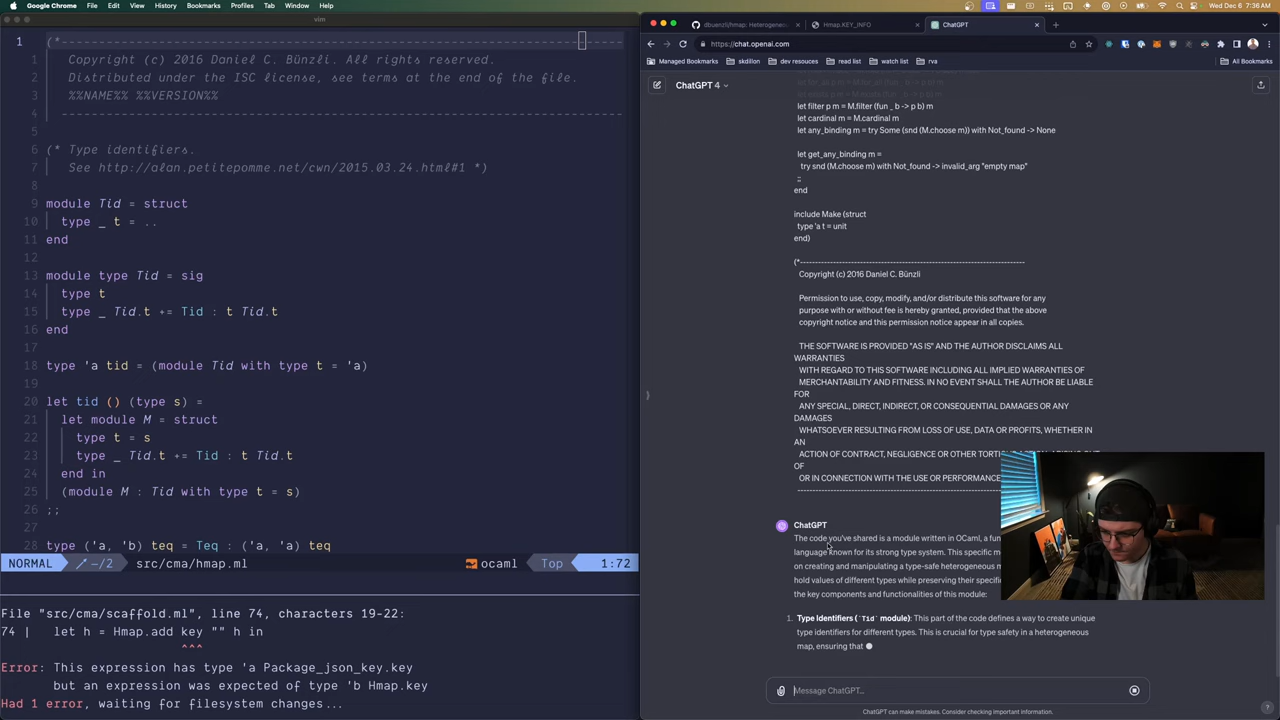 Google Chrome File Edit View History Bookmarks Profiles Tab Window Help
Wed Dec 6 7:36 AM
vim
1 (*---------------------------------------------------------------------------
1 Copyright (c) 2016 Daniel C. Bünzli. All rights reserved.
2 Distributed under the ISC license, see terms at the end of the file.
3 %%NAME%% %%VERSION%%
4 ---------------------------------------------------------------------------
5
6 (* Type identifiers.
7 See http://alan.petitepomme.net/cwn/2015.03.24.html#1 *)
8
9 module Tid = struct
10 type _ t = ..
11 end
12
13 module type Tid = sig
14 type t
15 type _ Tid.t += Tid : t Tid.t
16 end
17
18 type 'a tid = (module Tid with type t = 'a)
19
20 let tid () (type s) =
21 let module M = struct
22 type t = s
23 type _ Tid.t += Tid : t Tid.t
24 end in
25 (module M : Tid with type t = s)
26 ;;
27
28 type ('a, 'b) teq = Teq : ('a, 'a) teq
NORMAL -/2 src/cma/hmap.ml ocaml Top 1:72
File "src/cma/scaffold.ml", line 74, characters 19-22:
74 | let h = Hmap.add key "" h in
^^^
Error: This expression has type 'a Package_json_key.key
but an expression was expected of type 'b Hmap.key
Had 1 error, waiting for filesystem changes...
dbuenzli/hmap: Heterogeneou
Hmap.KEY_INFO
ChatGPT
https://chat.openai.com
Managed Bookmarks skdillon dev resouces read list watch list rva All Bookmarks
ChatGPT 4
let filter p m = M.filter (fun _ b -> p b) m
let cardinal m = M.cardinal m
let any_binding m = try Some (snd (M.choose m)) with Not_found -> None
let get_any_binding m =
try snd (M.choose m) with Not_found -> invalid_arg "empty map"
;;
end
include Make (struct
type 'a t = unit
end)
(*---------------------------------------------------------------------------
Copyright (c) 2016 Daniel C. Bünzli
Permission to use, copy, modify, and/or distribute this software for any
purpose with or without fee is hereby granted, provided that the above
copyright notice and this permission notice appear in all copies.
THE SOFTWARE IS PROVIDED "AS IS" AND THE AUTHOR DISCLAIMS ALL
WARRANTIES
WITH REGARD TO THIS SOFTWARE INCLUDING ALL IMPLIED WARRANTIES OF
MERCHANTABILITY AND FITNESS. IN NO EVENT SHALL THE AUTHOR BE LIABLE
FOR
ANY SPECIAL, DIRECT, INDIRECT, OR CONSEQUENTIAL DAMAGES OR ANY
DAMAGES
WHATSOEVER RESULTING FROM LOSS OF USE, DATA OR PROFITS, WHETHER IN
AN
ACTION OF CONTRACT, NEGLIGENCE OR OTHER
OF
OR IN CONNECTION WITH THE USE OR PERFORMANCE
---------------------------------------------------------------------------
ChatGPT
The code you've shared is a module written in OCaml, a fun
language known for its strong type system. This specific m
on creating and manipulating a type-safe heterogeneous m
hold values of different types while preserving their specifi
the key components and functionalities of this module:
1. Type Identifiers (`Tid` module): This part of the code defines a way to create unique
type identifiers for different types. This is crucial for type safety in a heterogeneous
map, ensuring that
Message ChatGPT...
ChatGPT can make mistakes. Consider checking important information.
?